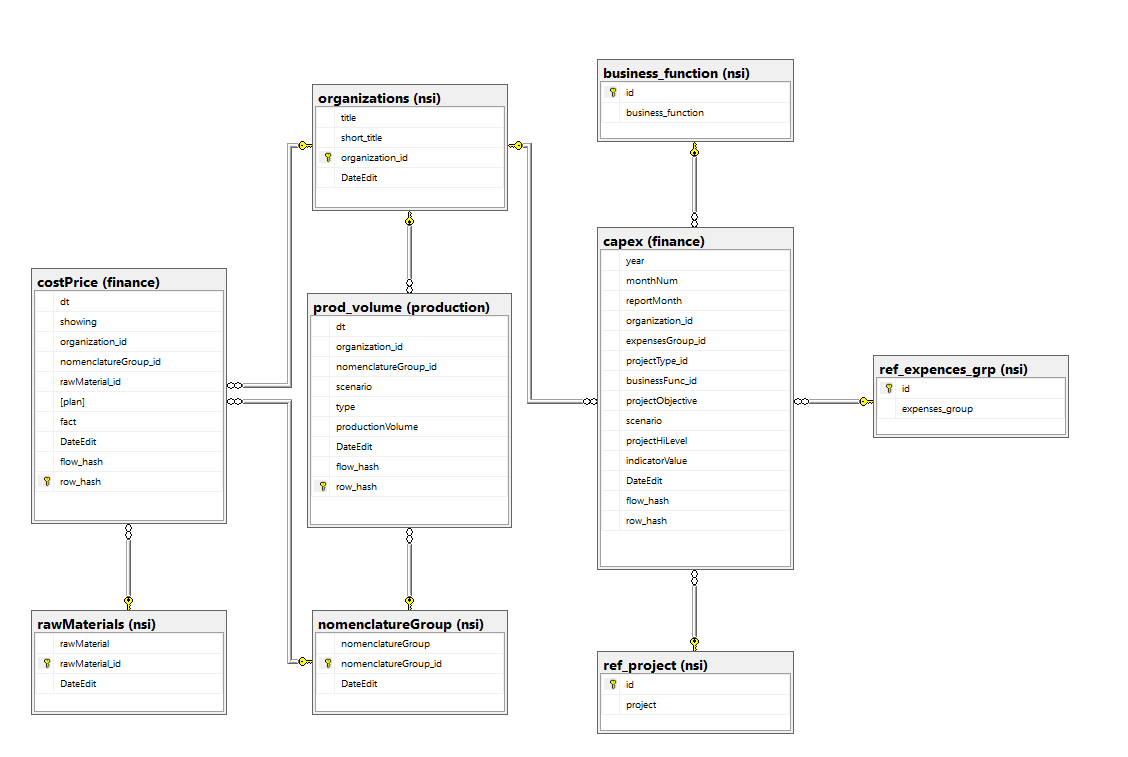 business_function (nsi)
id
business_function
organizations (nsi)
title
short_title
organization_id
DateEdit
capex (finance)
year
monthNum
reportMonth
organization_id
expensesGroup_id
projectType_id
businessFunc_id
projectObjective
scenario
projectHiLevel
indicatorValue
DateEdit
flow_hash
row_hash
costPrice (finance)
dt
showing
organization_id
nomenclatureGroup_id
rawMaterial_id
[plan]
fact
DateEdit
flow_hash
row_hash
prod_volume (production)
dt
organization_id
nomenclatureGroup_id
scenario
type
productionVolume
DateEdit
flow_hash
row_hash
ref_expences_grp (nsi)
id
expenses_group
rawMaterials (nsi)
rawMaterial
rawMaterial_id
DateEdit
nomenclatureGroup (nsi)
nomenclatureGroup
nomenclatureGroup_id
DateEdit
ref_project (nsi)
id
project